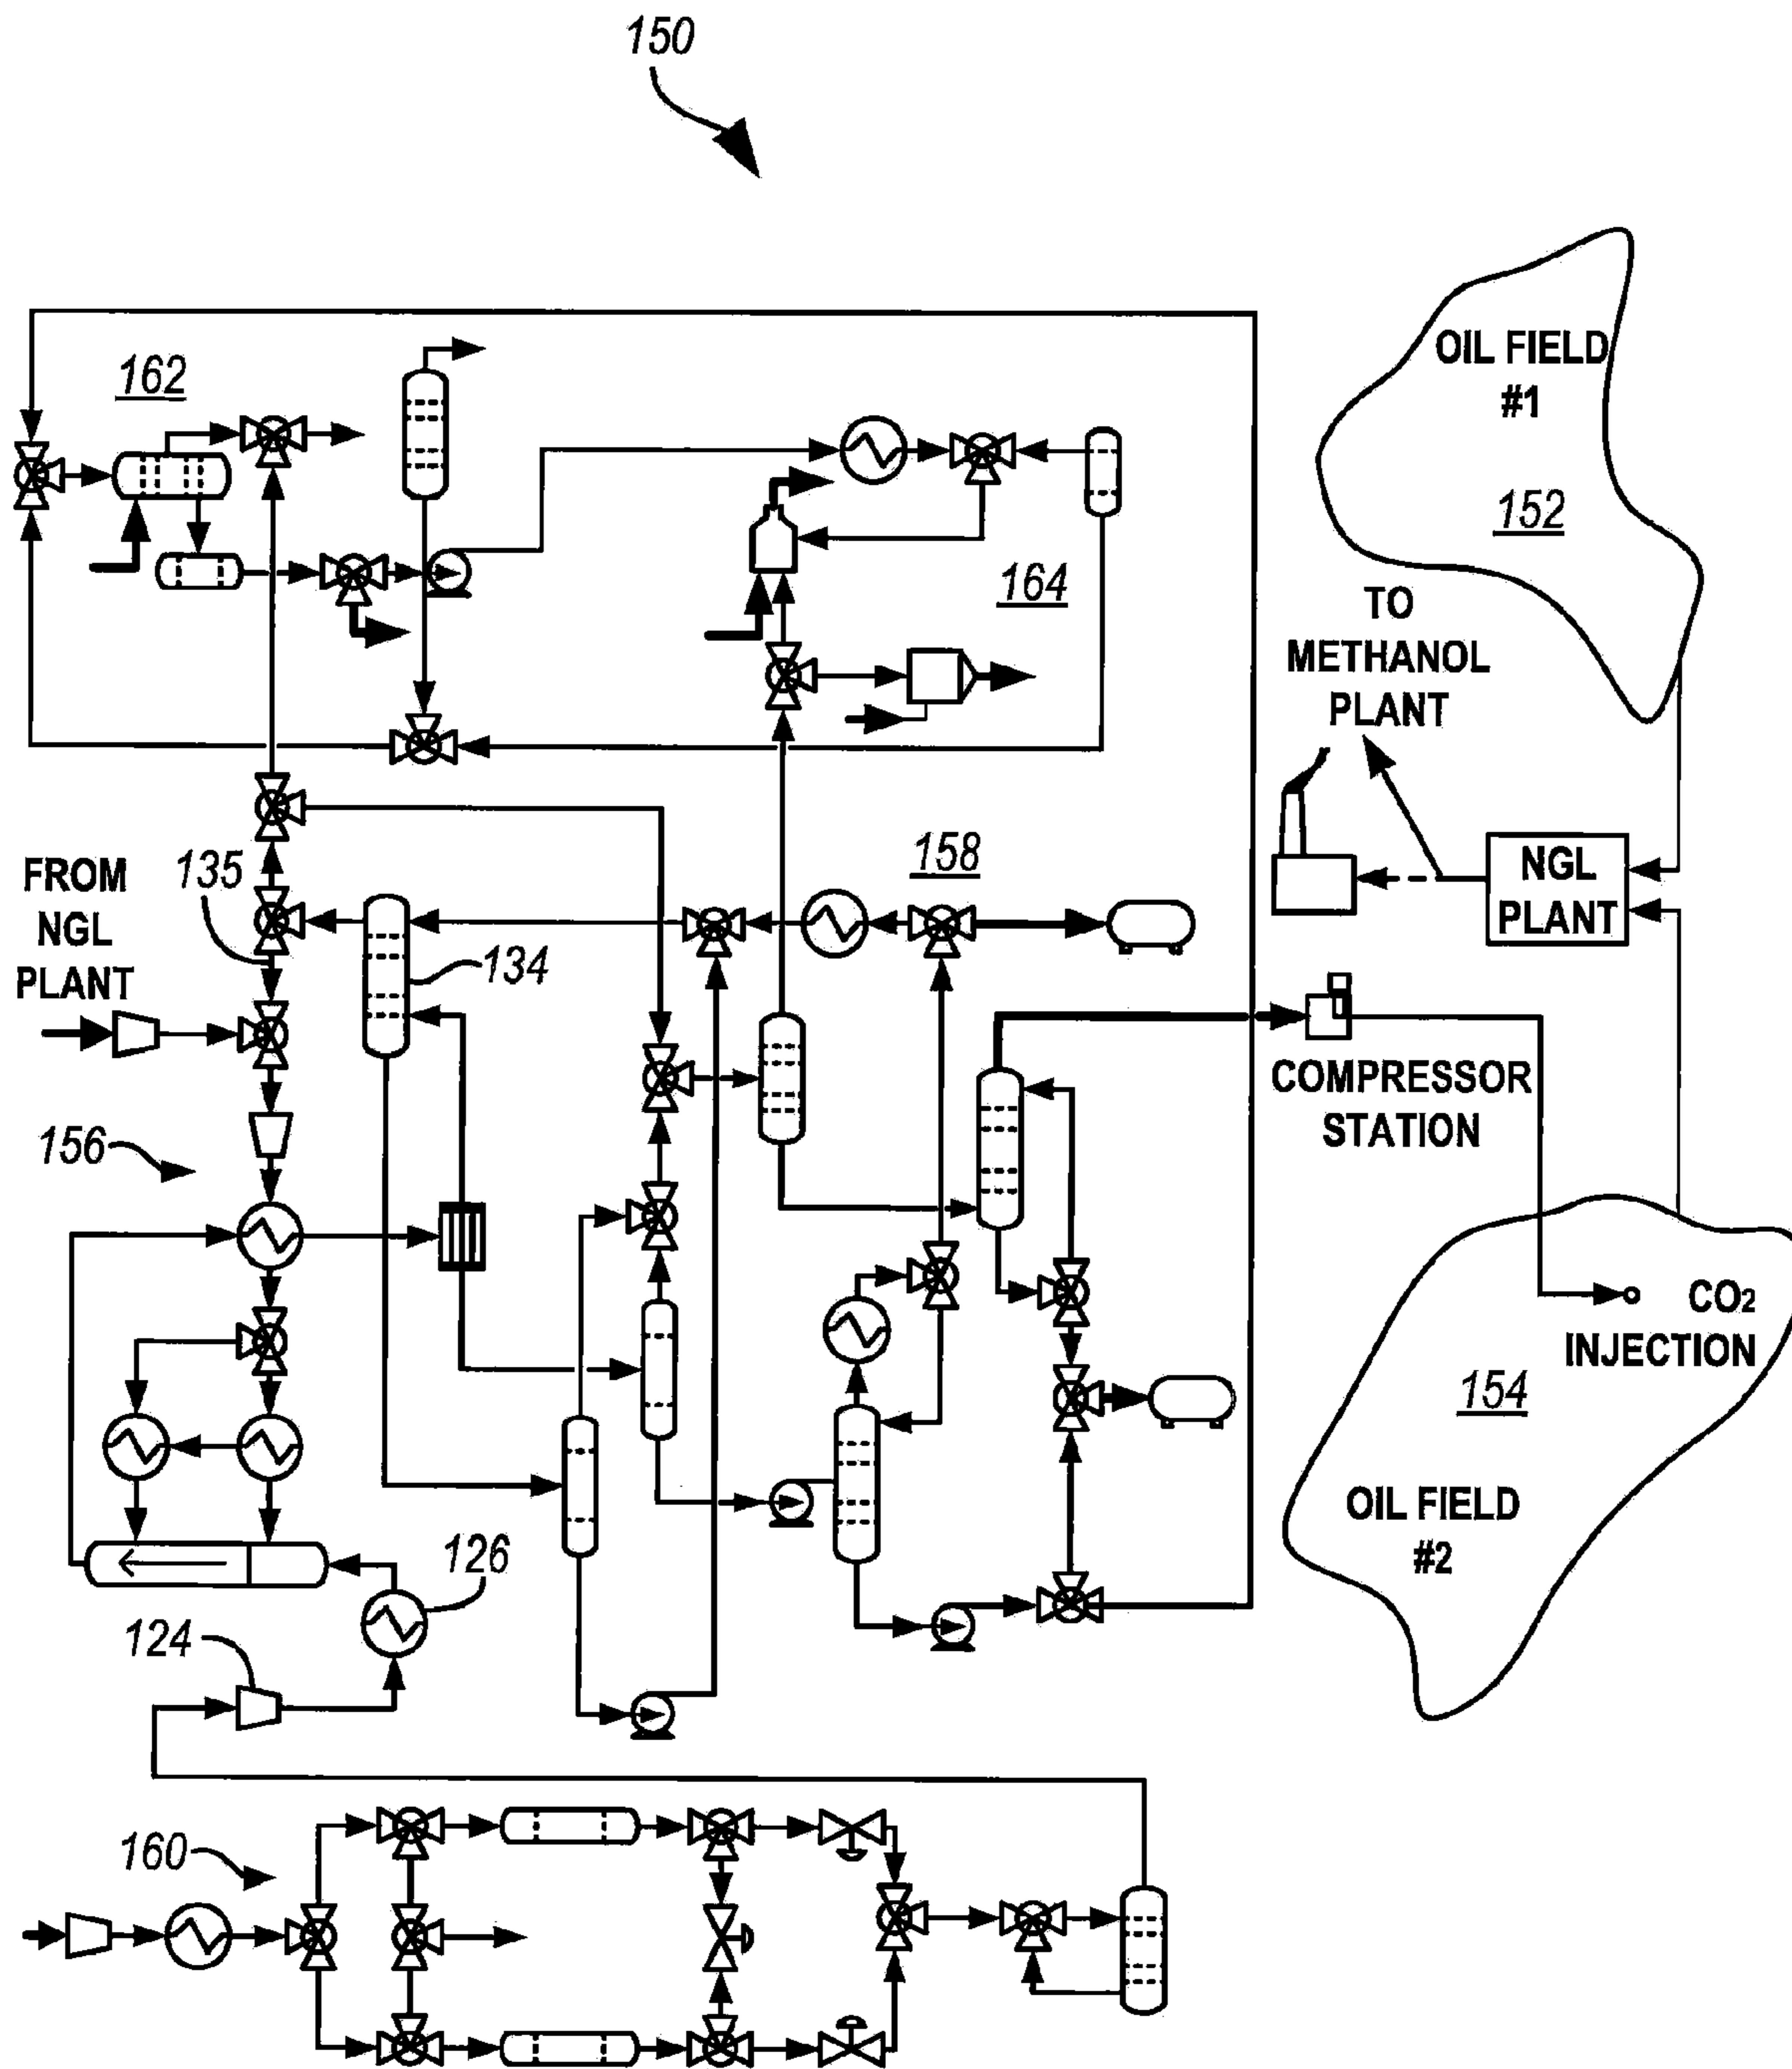 150
162
OIL FIELD
#1
152
164
TO
METHANOL
PLANT
158
FROM
NGL
PLANT
135
134
NGL
PLANT
COMPRESSOR
STATION
156
CO2
INJECTION
154
OIL FIELD
#2
126
124
160